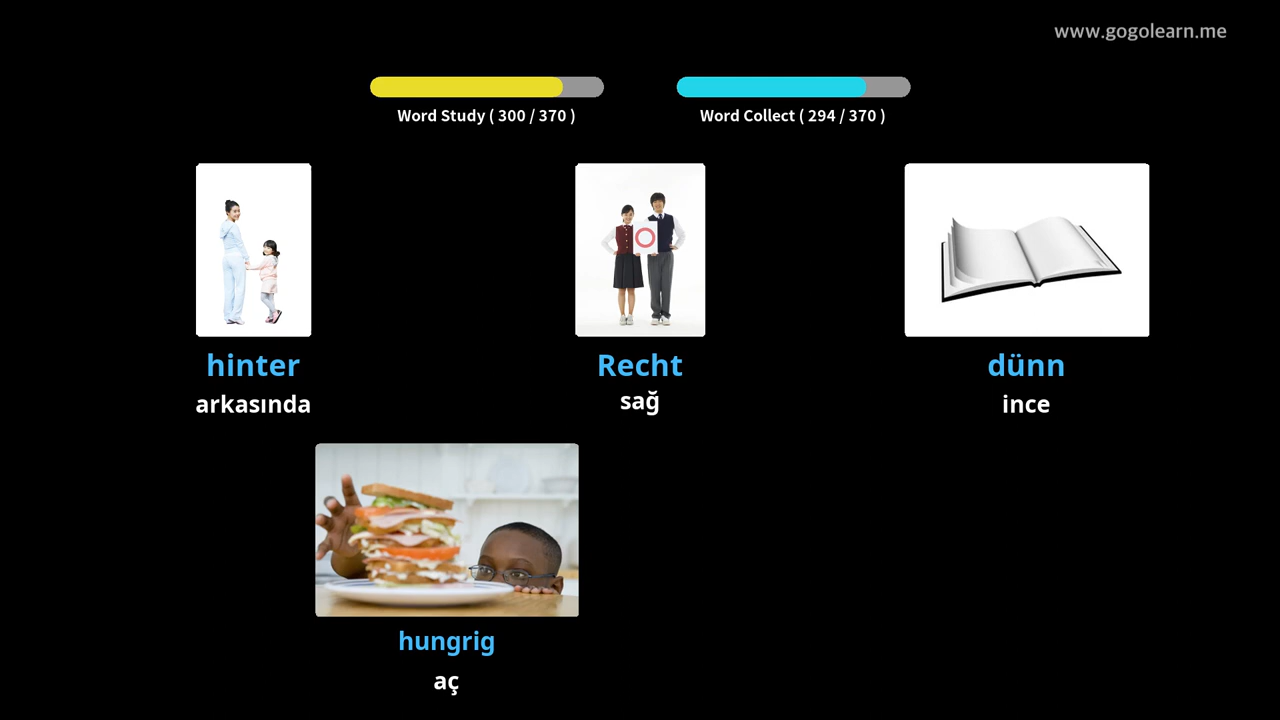 www.gogolearn.me
Word Study ( 300 / 370 )
Word Collect ( 294 / 370 )
hinter
arkasında
Recht
sağ
dünn
ince
hungrig
aç